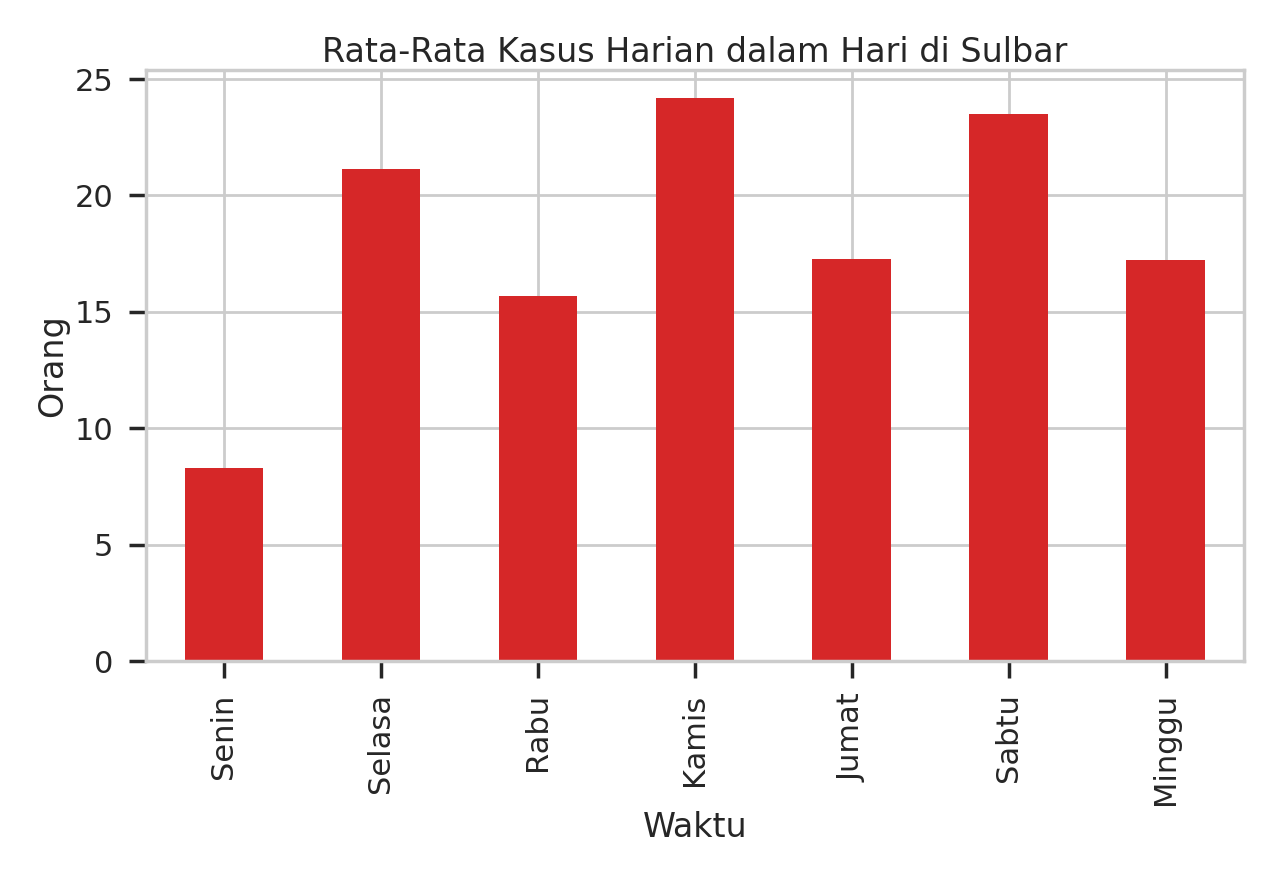 Rata-Rata Kasus Harian dalam Hari di Sulbar
Orang
25
20
15
10
5
0
Senin
Selasa
Rabu
Kamis
Jumat
Sabtu
Minggu
Waktu